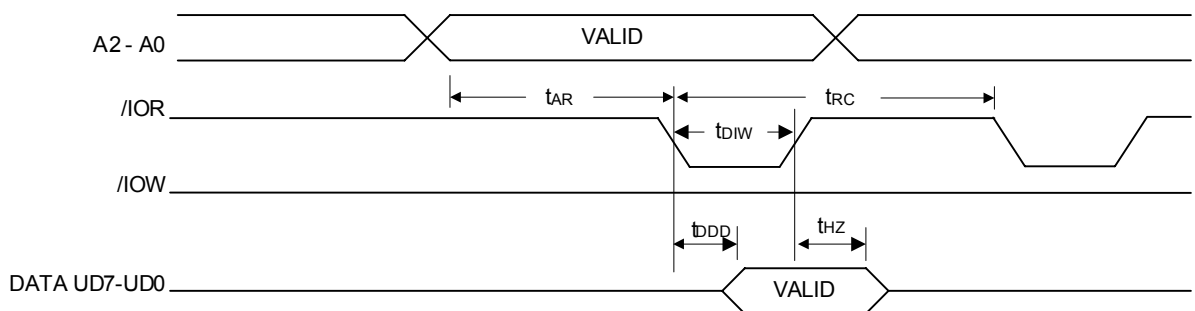 A2 - A0 VALID
tAR tRC
/IOR
tDIW
/IOW
tDDD tHZ
DATA UD7-UD0 VALID